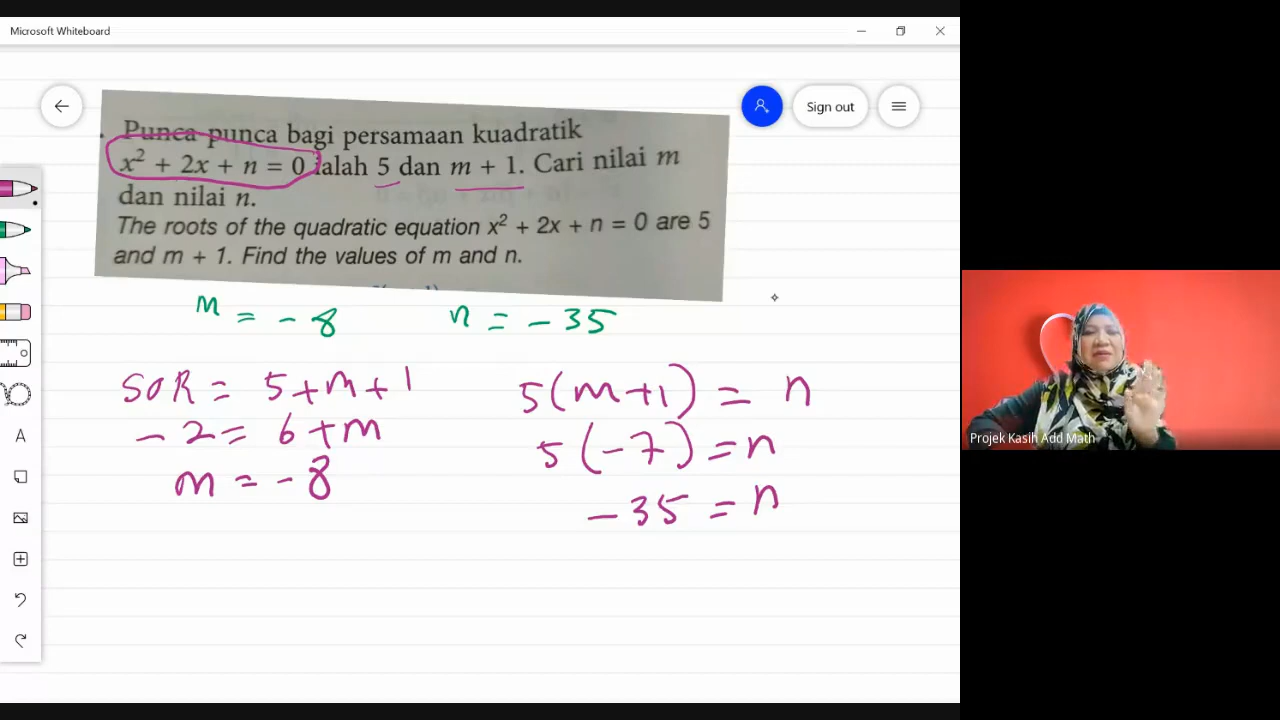 Microsoft Whiteboard
Sign out
Punca punca bagi persamaan kuadratik
x² + 2x + n = 0 ialah 5 dan m + 1. Cari nilai m
dan nilai n.
The roots of the quadratic equation x² + 2x + n = 0 are 5
and m + 1. Find the values of m and n.
m = -8
n = -35
SOR = 5+m+1
-2 = 6+m
m = -8
5(m+1) = n
5(-7) = n
-35 = n
A
Projek Kasih Add Math